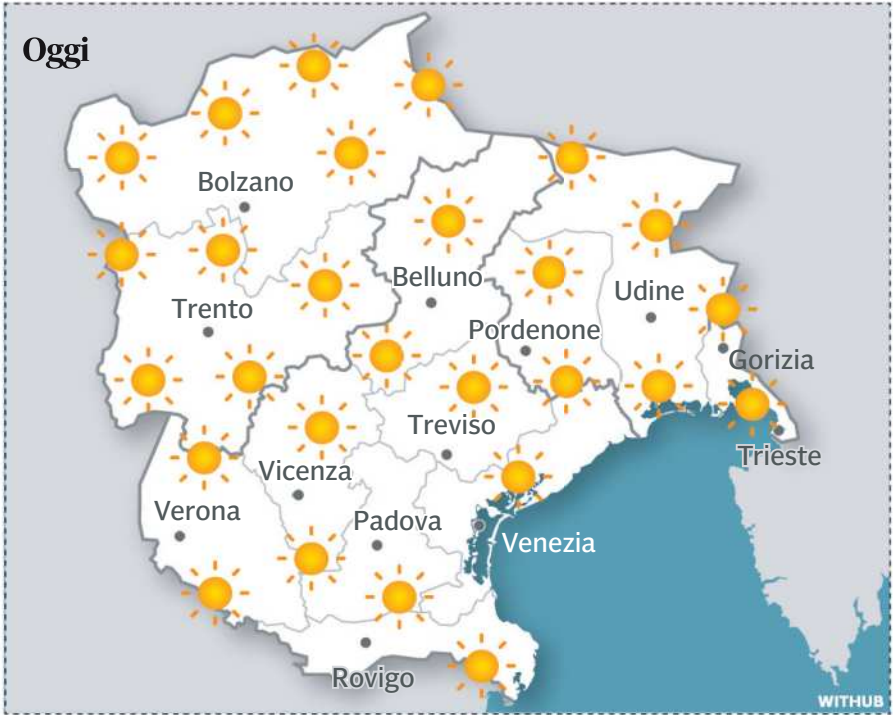 Oggi
Bolzano
Belluno
Udine
Trento
Pordenone
Gorizia
Treviso
Trieste
Vicenza
Verona
Padova
Venezia
Rovigo
WITHUB